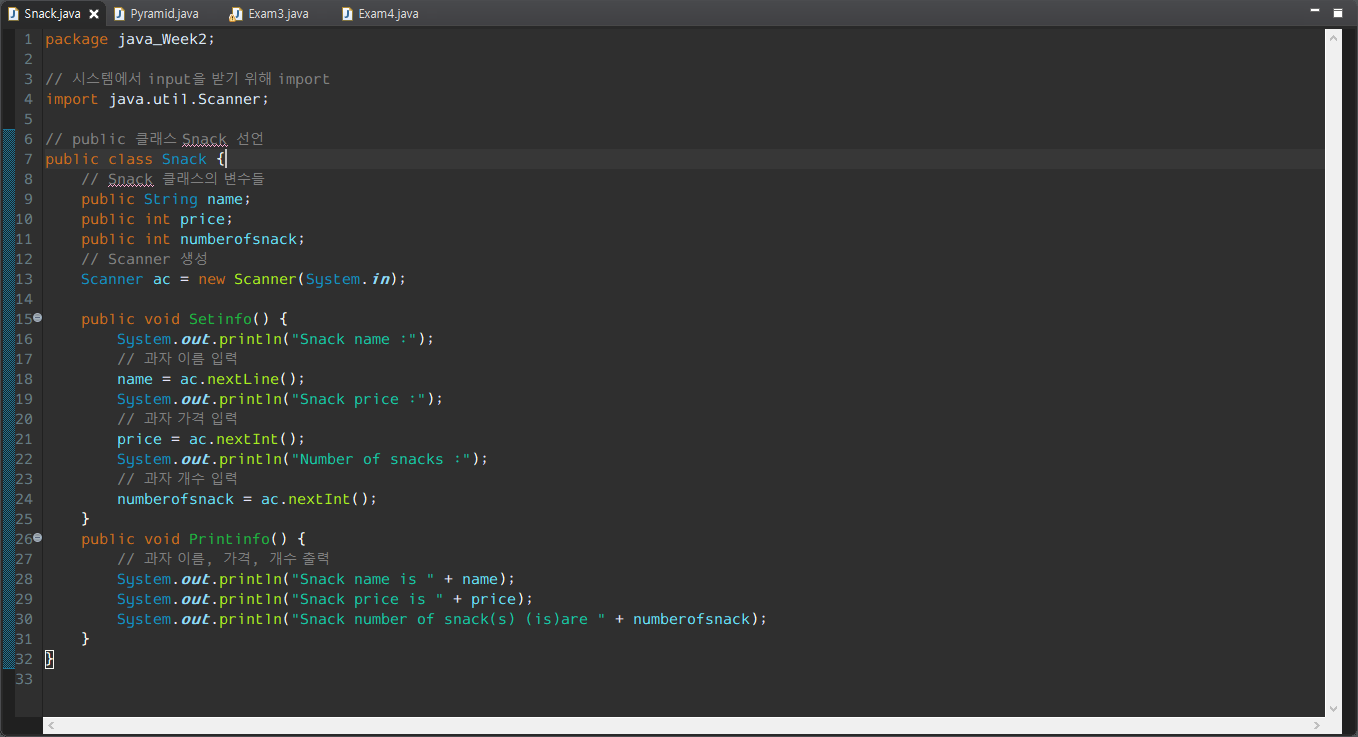 Snack.java Pyramid.java Exam3.java Exam4.java
1 package java_Week2;
2
3 // 시스템에서 input을 받기 위해 import
4 import java.util.Scanner;
5
6 // public 클래스 Snack 선언
7 public class Snack {
8     // Snack 클래스의 변수들
9     public String name;
10     public int price;
11     public int numberofsnack;
12     // Scanner 생성
13     Scanner ac = new Scanner(System.in);
14
15     public void Setinfo() {
16         System.out.println("Snack name :");
17         // 과자 이름 입력
18         name = ac.nextLine();
19         System.out.println("Snack price :");
20         // 과자 가격 입력
21         price = ac.nextInt();
22         System.out.println("Number of snacks :");
23         // 과자 개수 입력
24         numberofsnack = ac.nextInt();
25     }
26     public void Printinfo() {
27         // 과자 이름, 가격, 개수 출력
28         System.out.println("Snack name is " + name);
29         System.out.println("Snack price is " + price);
30         System.out.println("Snack number of snack(s) (is)are " + numberofsnack);
31     }
32 }
33